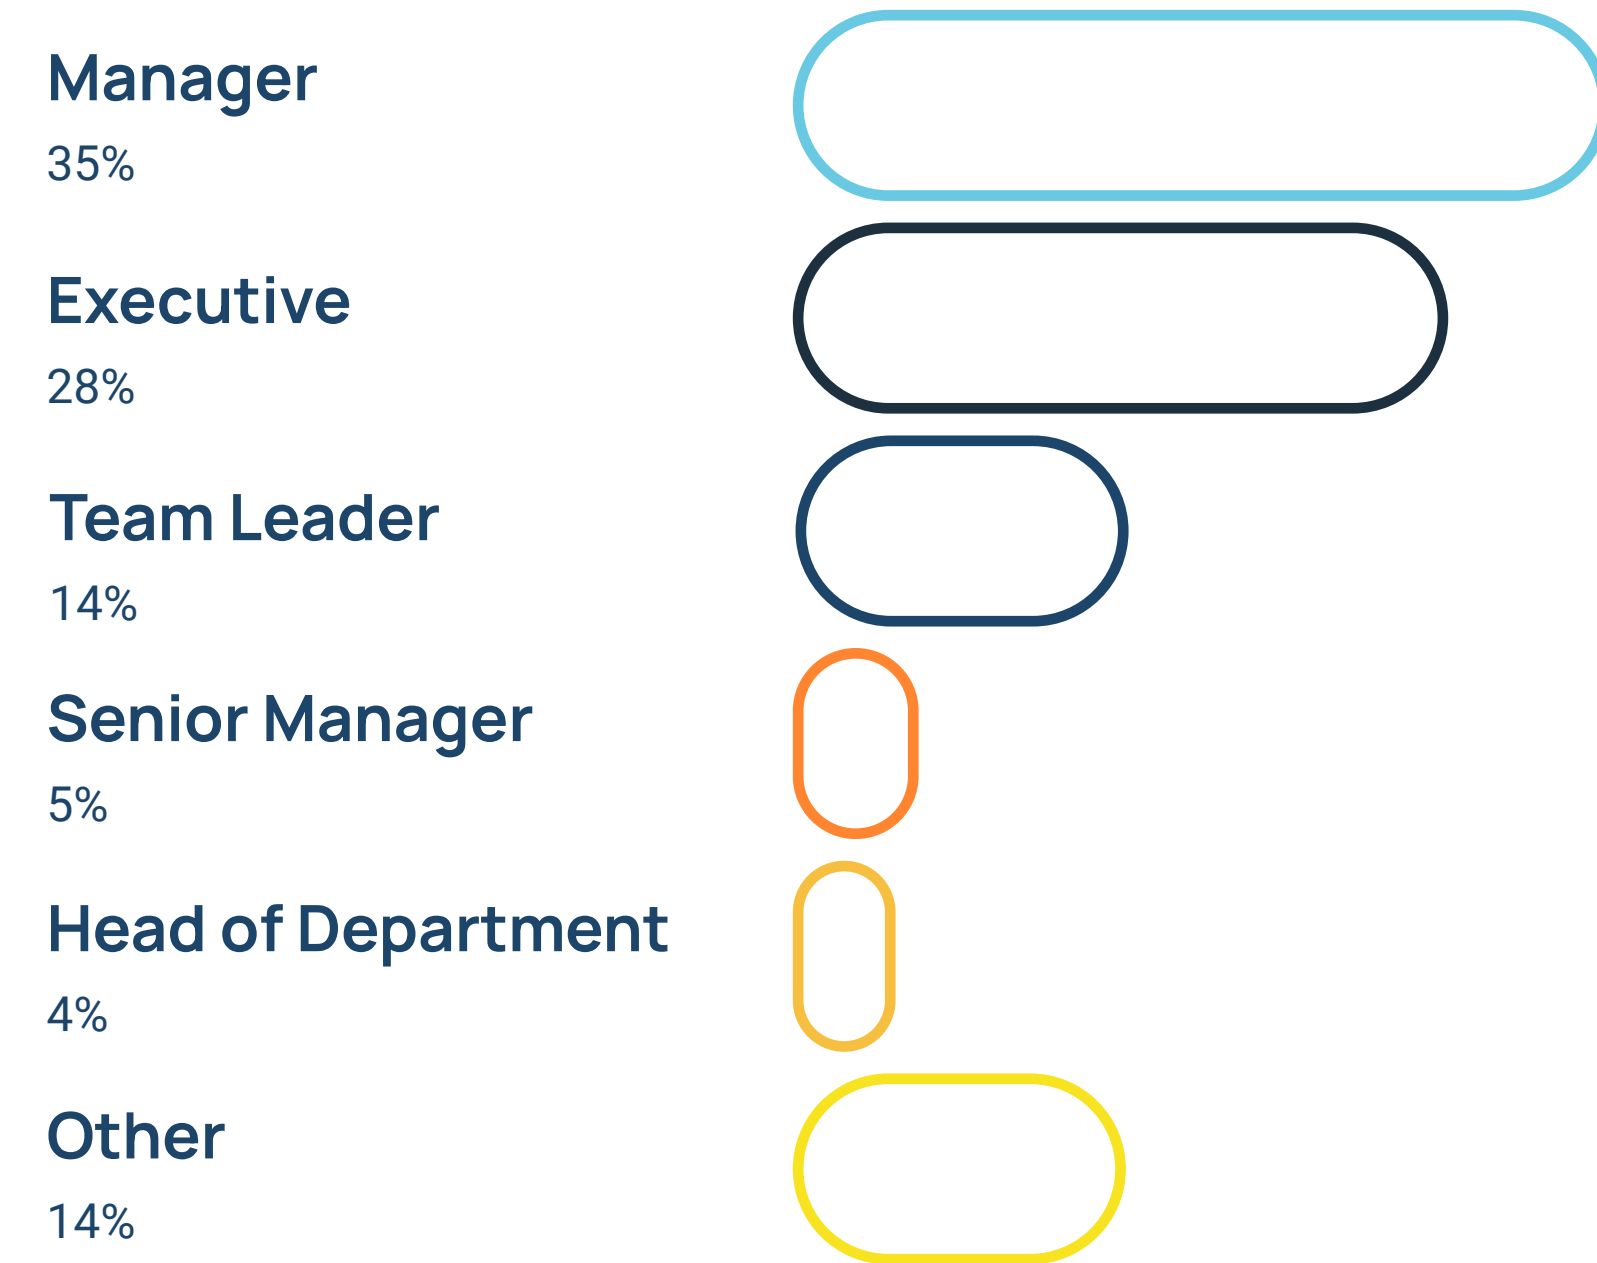 Manager
35%
Executive
28%
Team Leader
14%
Senior Manager
5%
Head of Department
4%
Other
14%